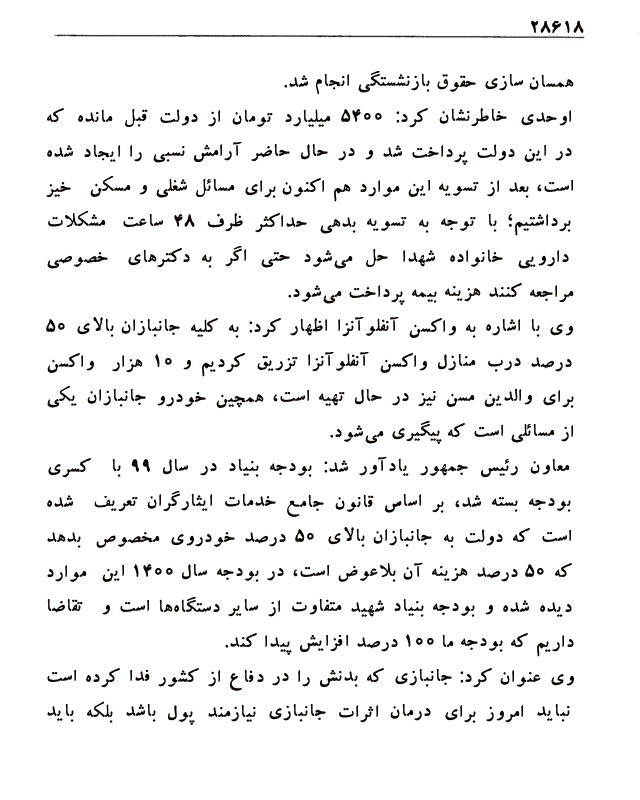 ۲۸۶۱۸
همسان سازی حقوق بازنشستگی انجام شد.
اوحدی خاطرنشان کرد: ۵۴۰۰ میلیارد تومان از دولت قبل مانده که
در این دولت پرداخت شد و در حال حاضر آرامش نسبی را ایجاد شده
است، بعد از تسویه این موارد هم اکنون برای مسائل شغلی و مسکن خیز
برداشتیم؛ با توجه به تسویه بدهی حداکثر ظرف ۴۸ ساعت مشکلات
دارویی خانواده شهدا حل می‌شود حتی اگر به دکترهای خصوصی
مراجعه کنند هزینه بیمه پرداخت می‌شود.
وی با اشاره به واکسن آنفلوآنزا اظهار کرد: به کلیه جانبازان بالای ۵۰
درصد درب منازل واکسن آنفلوآنزا تزریق کردیم و ۱۰ هزار واکسن
برای والدین مسن نیز در حال تهیه است، همچین خودرو جانبازان یکی
از مسائلی است که پیگیری می‌شود.
معاون رئیس جمهور یادآور شد: بودجه بنیاد در سال ۹۹ با کسری
بودجه بسته شد، بر اساس قانون جامع خدمات ایثارگران تعریف شده
است که دولت به جانبازان بالای ۵۰ درصد خودروی مخصوص بدهد
که ۵۰ درصد هزینه آن بلاعوض است، در بودجه سال ۱۴۰۰ این موارد
دیده شده و بودجه بنیاد شهید متفاوت از سایر دستگاه‌ها است و تقاضا
داریم که بودجه ما ۱۰۰ درصد افزایش پیدا کند.
وی عنوان کرد: جانبازی که بدنش را در دفاع از کشور فدا کرده است
نباید امروز برای درمان اثرات جانبازی نیازمند پول باشد بلکه باید